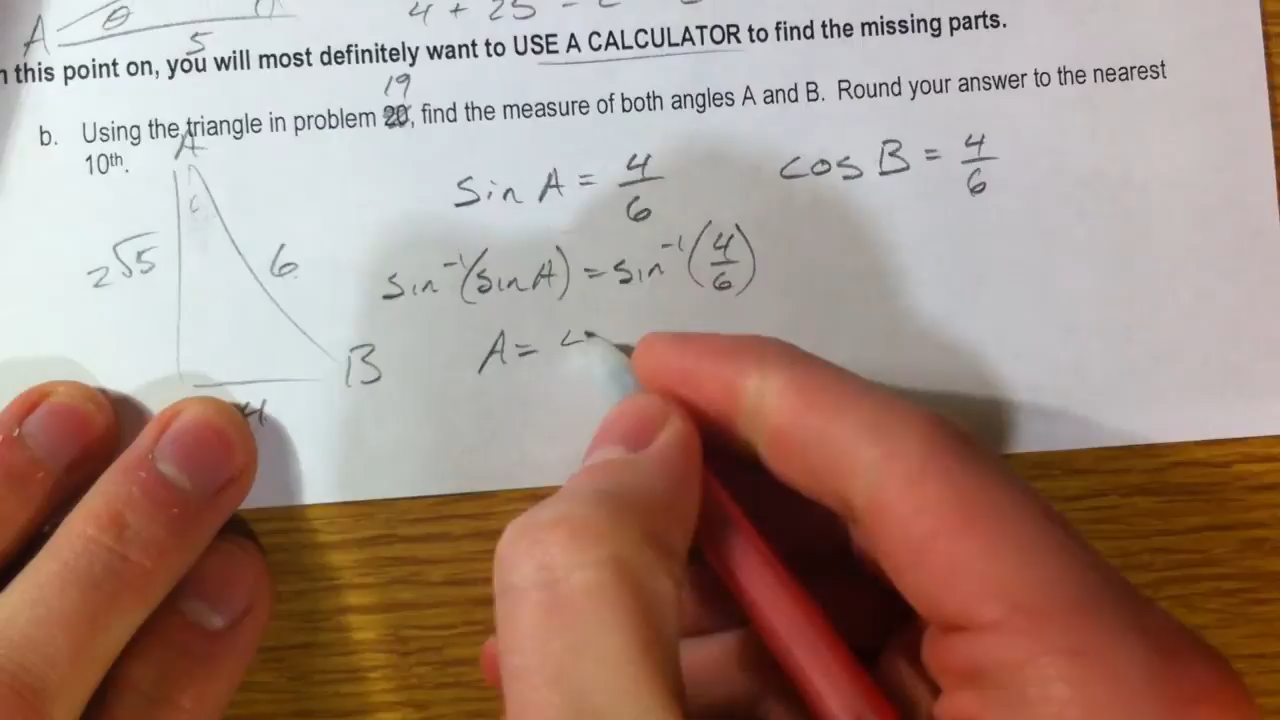 A θ 4 + 25
5
this point on, you will most definitely want to USE A CALCULATOR to find the missing parts.
19
b. Using the triangle in problem 20, find the measure of both angles A and B. Round your answer to the nearest
10th.
A
sin A = 4/6
cos B = 4/6
2√5
6
sin⁻¹(sin A) = sin⁻¹(4/6)
A =
B
4